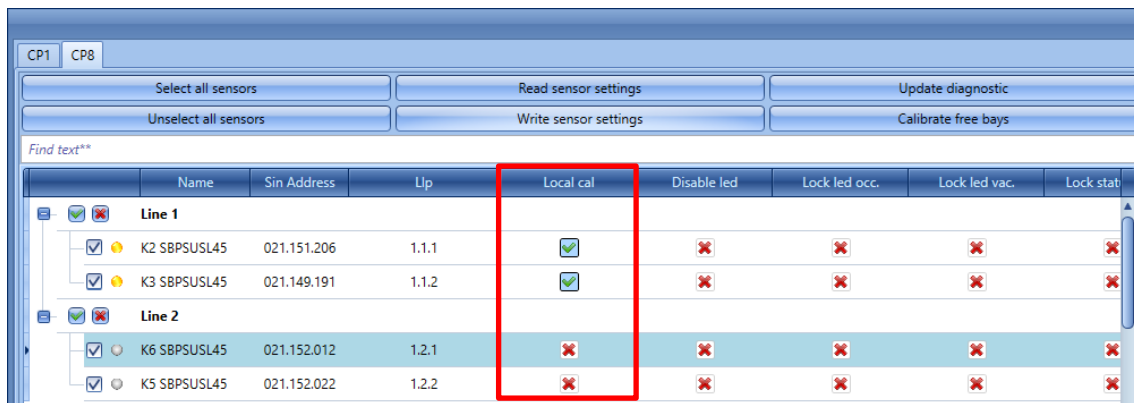 CP1 CP8
Select all sensors Read sensor settings Update diagnostic
Unselect all sensors Write sensor settings Calibrate free bays
Find text**
Name Sin Address Llp Local cal Disable led Lock led occ. Lock led vac. Lock stat
Line 1
K2 SBPSUSL45 021.151.206 1.1.1
K3 SBPSUSL45 021.149.191 1.1.2
Line 2
K6 SBPSUSL45 021.152.012 1.2.1
K5 SBPSUSL45 021.152.022 1.2.2